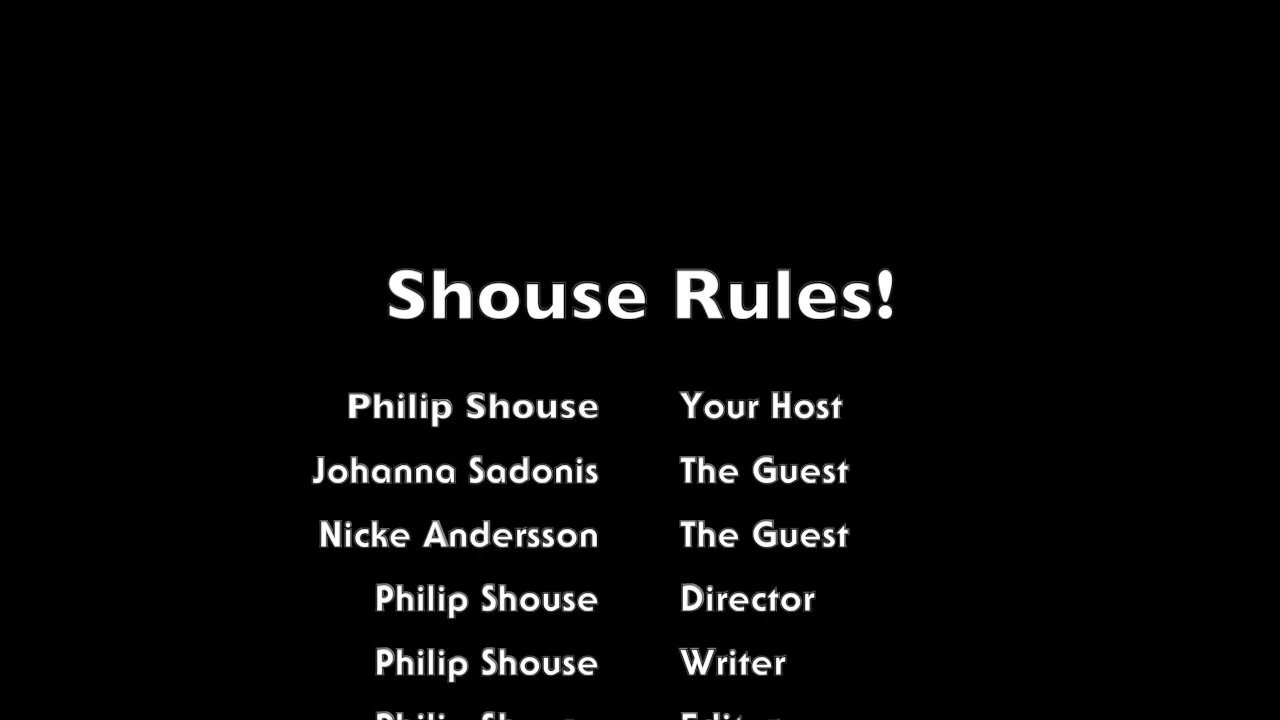 Shouse Rules!
Philip Shouse Your Host
Johanna Sadonis The Guest
Nicke Andersson The Guest
Philip Shouse Director
Philip Shouse Writer